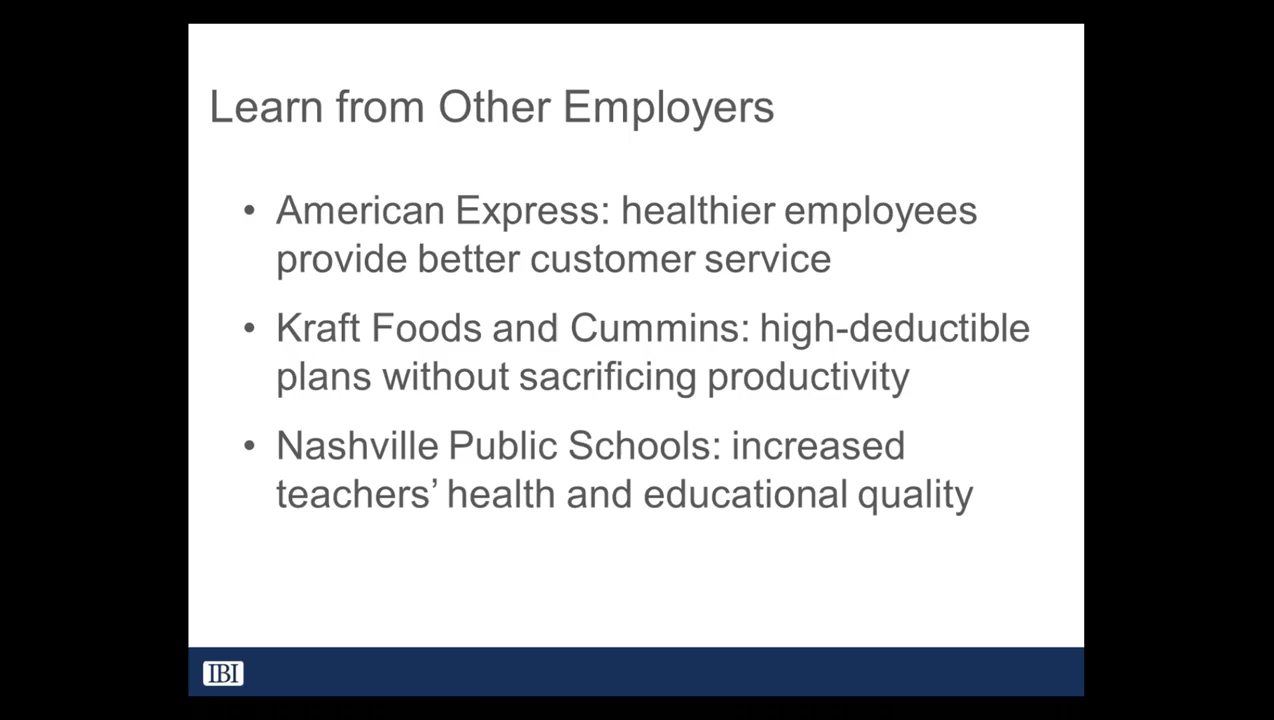 Learn from Other Employers
• American Express: healthier employees
provide better customer service
• Kraft Foods and Cummins: high-deductible
plans without sacrificing productivity
• Nashville Public Schools: increased
teachers’ health and educational quality
IBI